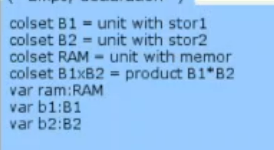 colset B1 = unit with stor1
colset B2 = unit with stor2
colset RAM = unit with memor
colset B1xB2 = product B1*B2
var ram:RAM
var b1:B1
var b2:B2